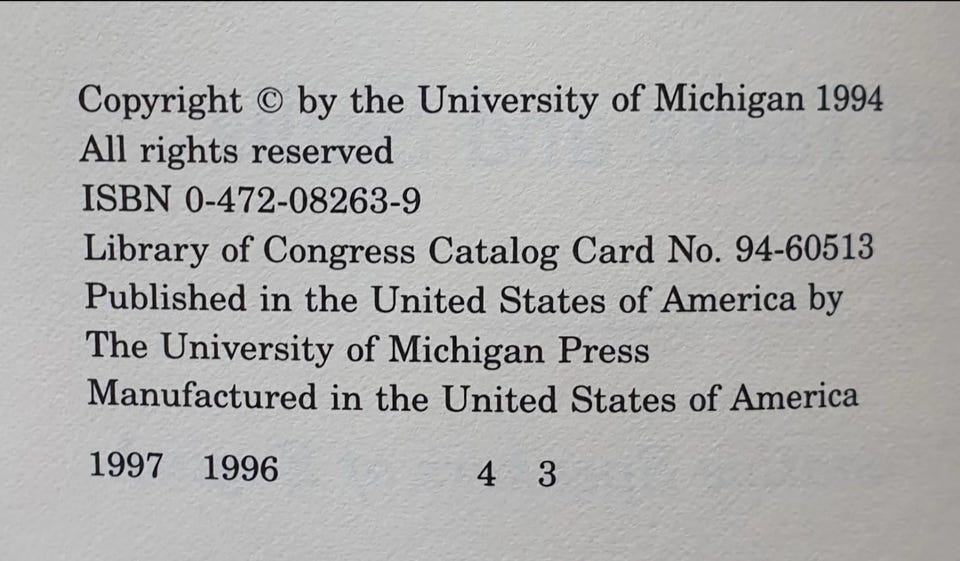 Copyright © by the University of Michigan 1994
All rights reserved
ISBN 0-472-08263-9
Library of Congress Catalog Card No. 94-60513
Published in the United States of America by
The University of Michigan Press
Manufactured in the United States of America
1997 1996 4 3